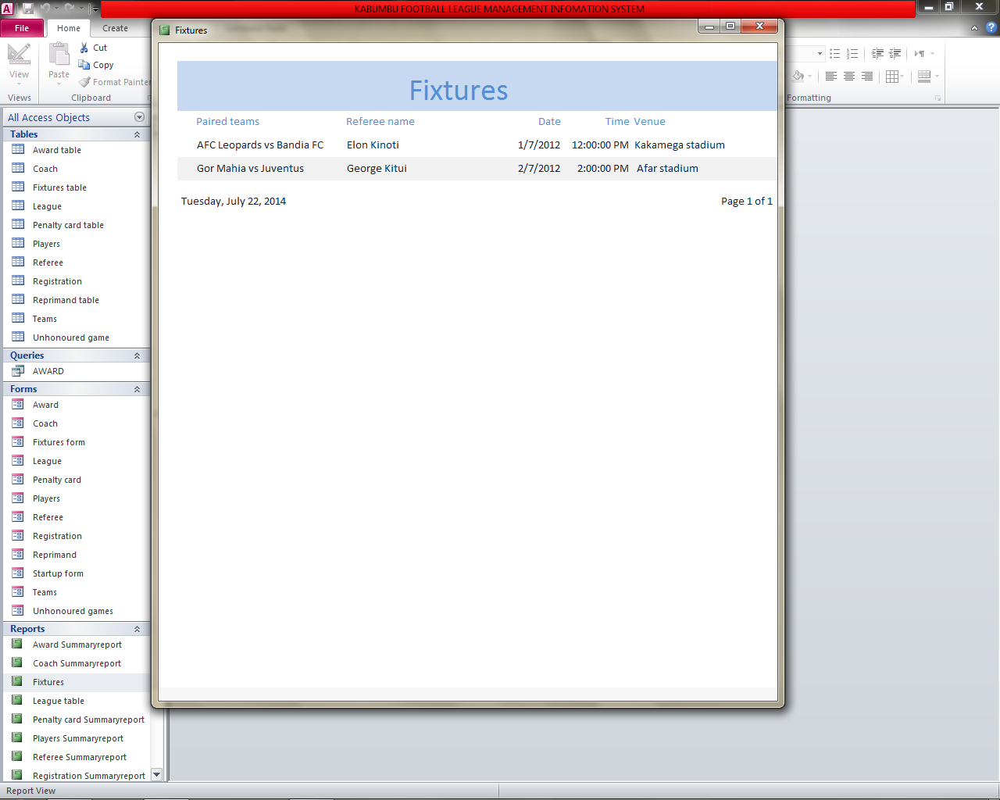 KABUMBU FOOTBALL LEAGUE MANAGEMENT INFOMATION SYSTEM
File
Home
Create
View
Views
Paste
Cut
Copy
Format Painter
Clipboard
Formatting
All Access Objects
Tables
Award table
Coach
Fixtures table
League
Penalty card table
Players
Referee
Registration
Reprimand table
Teams
Unhonoured game
Queries
AWARD
Forms
Award
Coach
Fixtures form
League
Penalty card
Players
Referee
Registration
Reprimand
Startup form
Teams
Unhonoured games
Reports
Award Summaryreport
Coach Summaryreport
Fixtures
League table
Penalty card Summaryreport
Players Summaryreport
Referee Summaryreport
Registration Summaryreport
Fixtures
Fixtures
Paired teams Referee name Date Time Venue
AFC Leopards vs Bandia FC Elon Kinoti 1/7/2012 12:00:00 PM Kakamega stadium
Gor Mahia vs Juventus George Kitui 2/7/2012 2:00:00 PM Afar stadium
Tuesday, July 22, 2014 Page 1 of 1
Report View